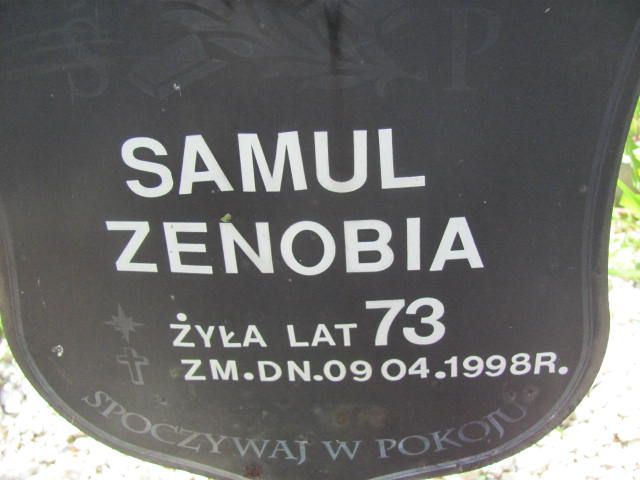 Ś P
SAMUL
ZENOBIA
ŻYŁA LAT 73
ZM.DN.09 04.1998R.
SPOCZYWAJ W POKOJU